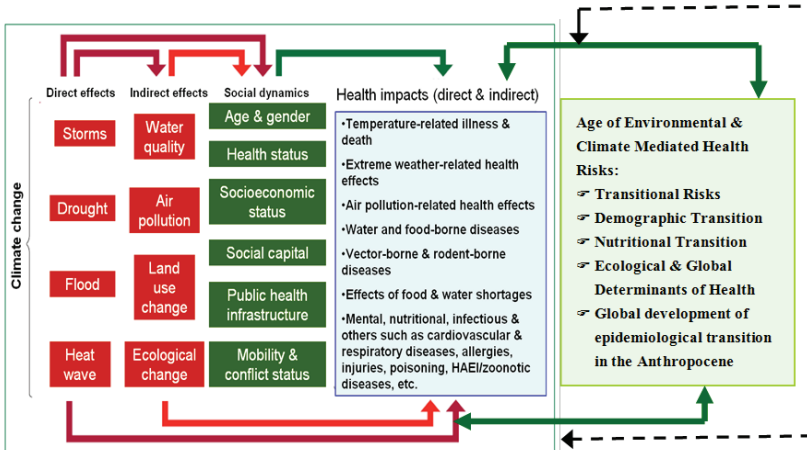 Climate change
Direct effects
Storms
Drought
Flood
Heat
wave
Indirect effects
Water
quality
Air
pollution
Land
use
change
Ecological
change
Social dynamics
Age & gender
Health status
Socioeconomic
status
Social capital
Public health
infrastructure
Mobility &
conflict status
Health impacts (direct & indirect)
•Temperature-related illness &
death
•Extreme weather-related health
effects
•Air pollution-related health effects
•Water and food-borne diseases
•Vector-borne & rodent-borne
diseases
•Effects of food & water shortages
•Mental, nutritional, infectious &
others such as cardiovascular &
respiratory diseases, allergies,
injuries, poisoning, HAEI/zoonotic
diseases, etc.
Age of Environmental &
Climate Mediated Health
Risks:
☞ Transitional Risks
☞ Demographic Transition
☞ Nutritional Transition
☞ Ecological & Global
Determinants of Health
☞ Global development of
epidemiological transition
in the Anthropocene